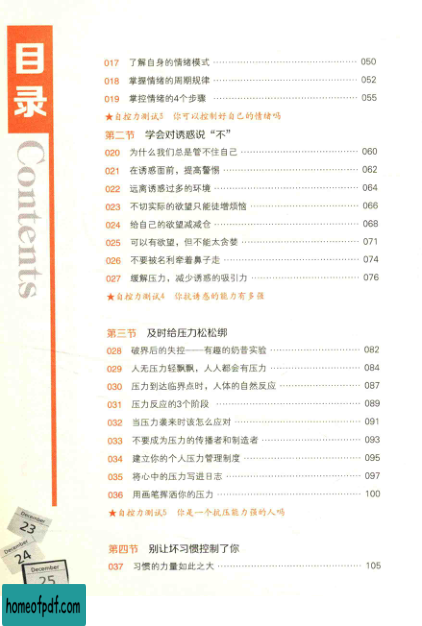 目录
Contents
017 了解自身的情绪模式 050
018 掌握情绪的周期规律 052
019 掌控情绪的4个步骤 055
★自控力测试3 你可以控制好自己的情绪吗
第二节 学会对诱惑说“不”
020 为什么我们总是管不住自己 060
021 在诱惑面前，提高警惕 062
022 远离诱惑过多的环境 064
023 不切实际的欲望只能徒增烦恼 066
024 给自己的欲望减减仓 068
025 可以有欲望，但不能太贪婪 071
026 不要被名利牵着鼻子走 074
027 缓解压力，减少诱惑的吸引力 076
★自控力测试4 你抗诱惑的能力有多强
第三节 及时给压力松松绑
028 破界后的失控——有趣的奶昔实验 082
029 人无压力轻飘飘，人人都会有压力 084
030 压力到达临界点时，人体的自然反应 087
031 压力反应的3个阶段 089
032 当压力袭来时该怎么应对 091
033 不要成为压力的传播者和制造者 093
034 建立你的个人压力管理制度 095
035 将心中的压力写进日志 097
036 用画笔挥洒你的压力 100
★自控力测试5 你是一个抗压能力强的人吗
第四节 别让坏习惯控制了你
037 习惯的力量如此之大 105
December
23
December
24
December
25
homeofpdf.com